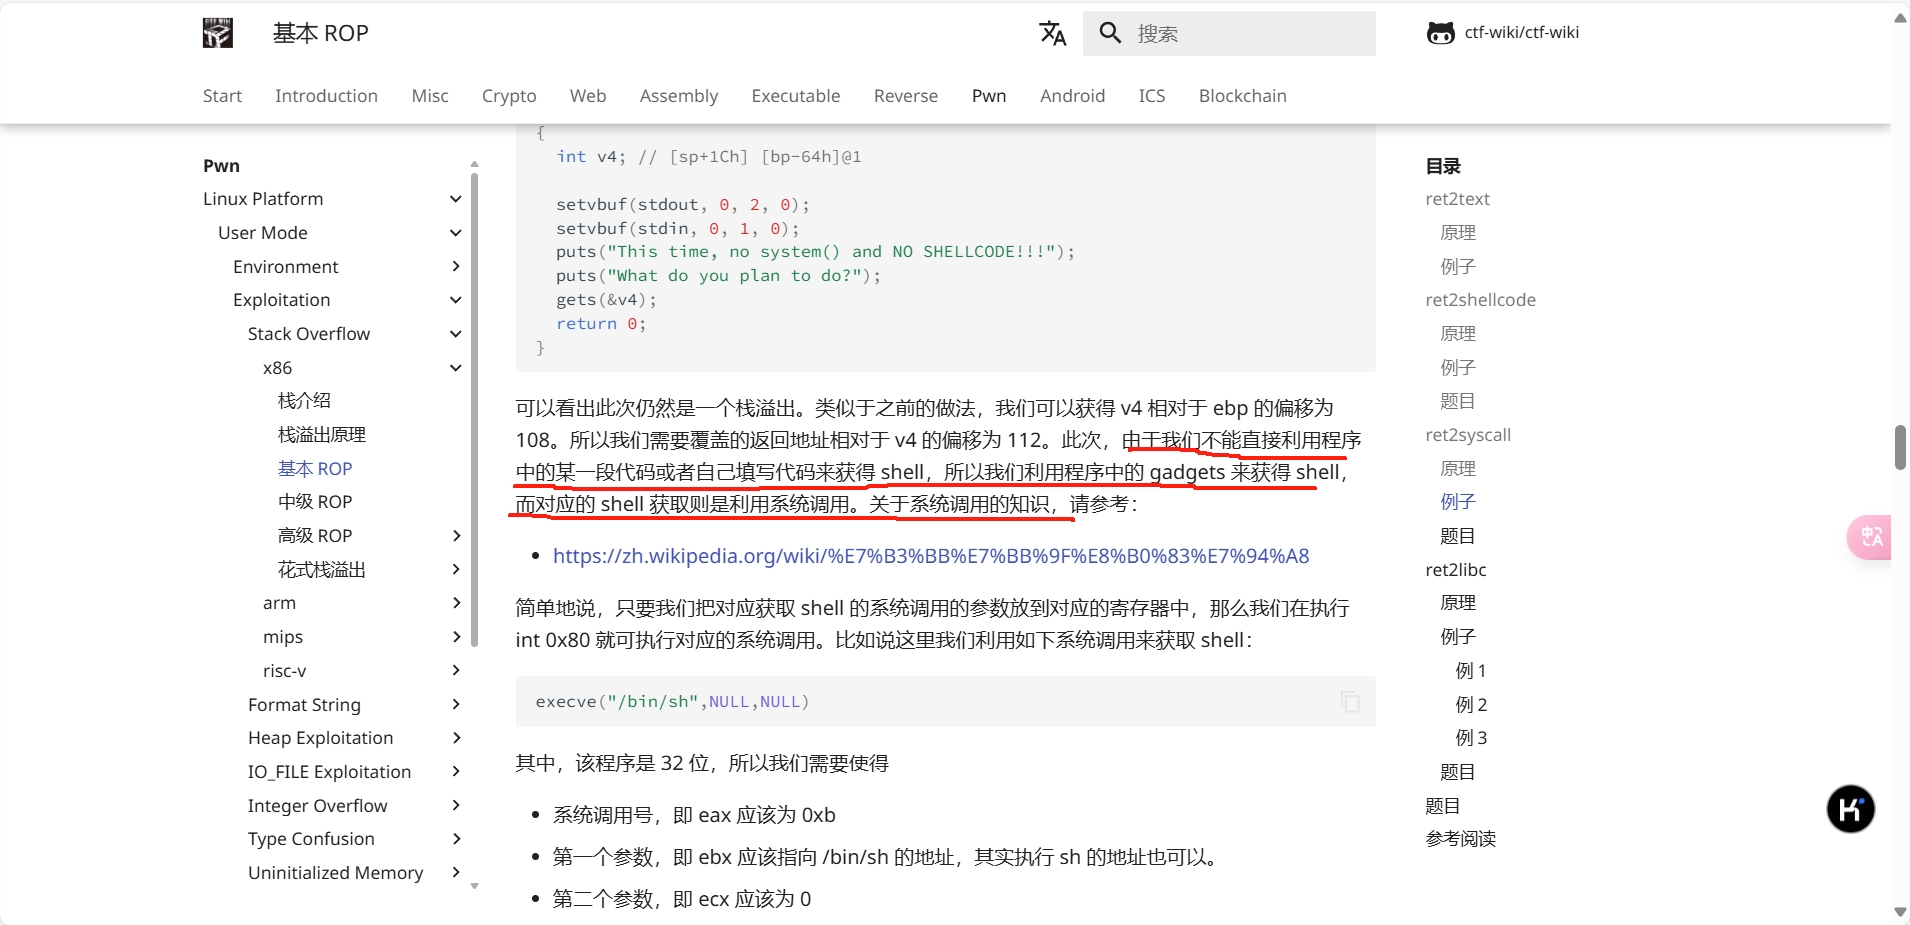 基本 ROP
搜索
ctf-wiki/ctf-wiki
Start Introduction Misc Crypto Web Assembly Executable Reverse Pwn Android ICS Blockchain
Pwn
Linux Platform
User Mode
Environment
Exploitation
Stack Overflow
x86
栈介绍
栈溢出原理
基本 ROP
中级 ROP
高级 ROP
花式栈溢出
arm
mips
risc-v
Format String
Heap Exploitation
IO_FILE Exploitation
Integer Overflow
Type Confusion
Uninitialized Memory
{
int v4; // [sp+1Ch] [bp-64h]@1
setvbuf(stdout, 0, 2, 0);
setvbuf(stdin, 0, 1, 0);
puts("This time, no system() and NO SHELLCODE!!!");
puts("What do you plan to do?");
gets(&v4);
return 0;
}
可以看出此次仍然是一个栈溢出。类似于之前的做法，我们可以获得 v4 相对于 ebp 的偏移为
108。所以我们需要覆盖的返回地址相对于 v4 的偏移为 112。此次，由于我们不能直接利用程序
中的某一段代码或者自己填写代码来获得 shell，所以我们利用程序中的 gadgets 来获得 shell，
而对应的 shell 获取则是利用系统调用。关于系统调用的知识，请参考：
• https://zh.wikipedia.org/wiki/%E7%B3%BB%E7%BB%9F%E8%B0%83%E7%94%A8
简单地说，只要我们把对应获取 shell 的系统调用的参数放到对应的寄存器中，那么我们在执行
int 0x80 就可执行对应的系统调用。比如说这里我们利用如下系统调用来获取 shell：
execve("/bin/sh",NULL,NULL)
其中，该程序是 32 位，所以我们需要使得
• 系统调用号，即 eax 应该为 0xb
• 第一个参数，即 ebx 应该指向 /bin/sh 的地址，其实执行 sh 的地址也可以。
• 第二个参数，即 ecx 应该为 0
目录
ret2text
原理
例子
ret2shellcode
原理
例子
题目
ret2syscall
原理
例子
题目
ret2libc
原理
例子
例 1
例 2
例 3
题目
题目
参考阅读